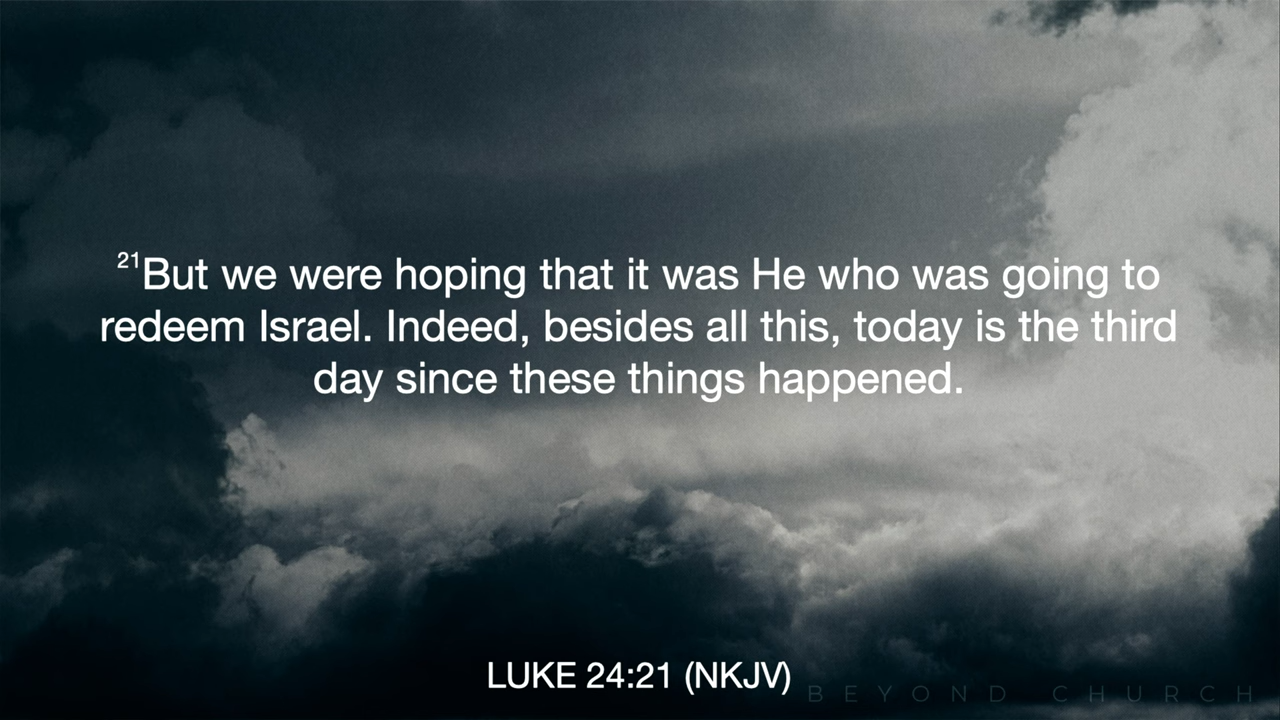 21But we were hoping that it was He who was going to
redeem Israel. Indeed, besides all this, today is the third
day since these things happened.
LUKE 24:21 (NKJV)
BEYOND CHURCH